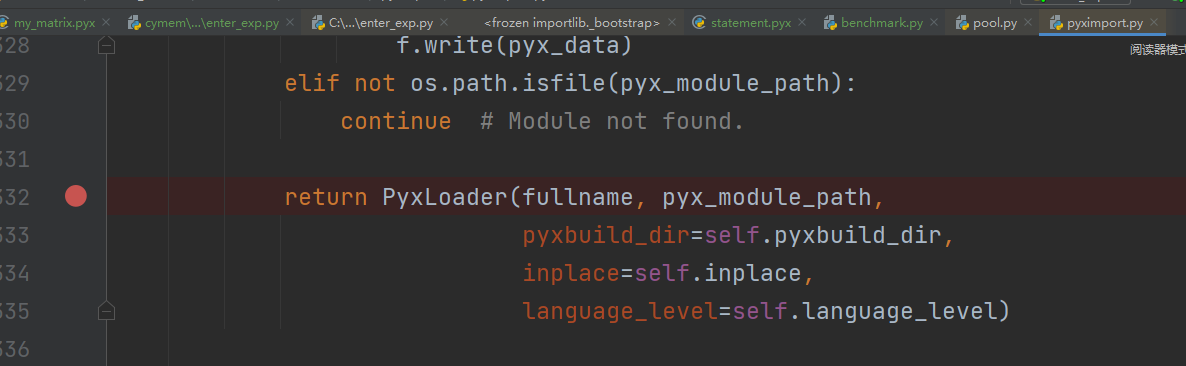 my_matrix.pyx cymem\...\enter_exp.py C:\...\enter_exp.py <frozen importlib._bootstrap> statement.pyx benchmark.py pool.py pyximport.py
328 f.write(pyx_data)
阅读器模式
329 elif not os.path.isfile(pyx_module_path):
330 continue  # Module not found.
331
332 return PyxLoader(fullname, pyx_module_path,
333 pyxbuild_dir=self.pyxbuild_dir,
334 inplace=self.inplace,
335 language_level=self.language_level)
336